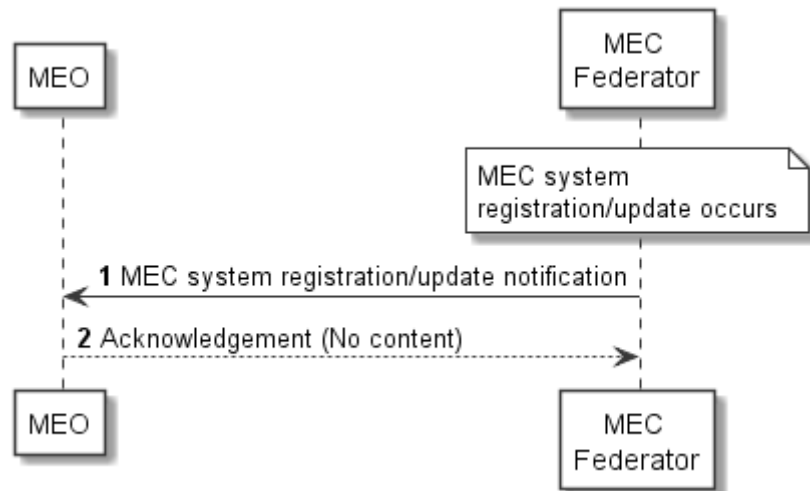 MEO
MEC
Federator
MEC system
registration/update occurs
1 MEC system registration/update notification
2 Acknowledgement (No content)
MEO
MEC
Federator